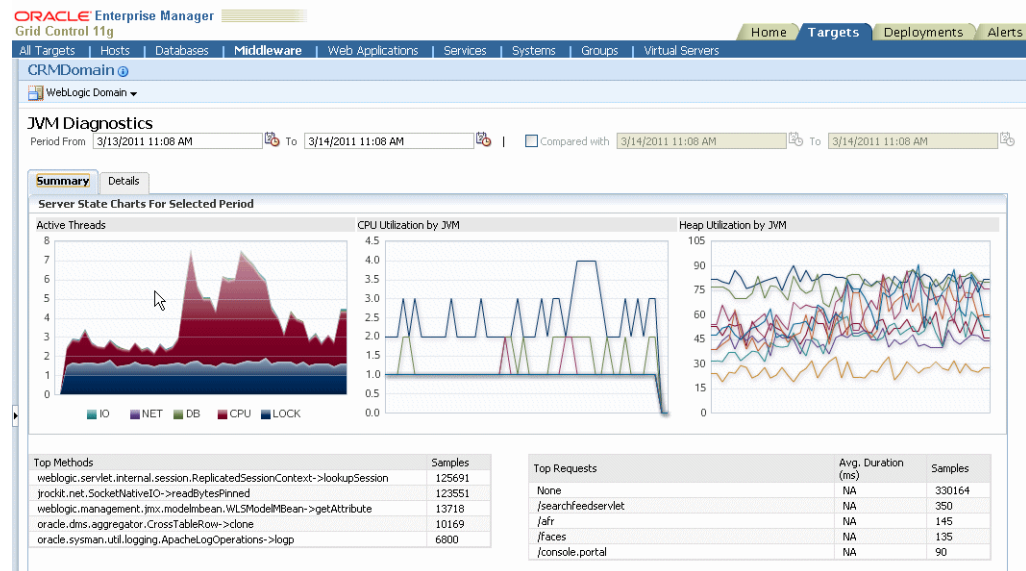 ORACLE Enterprise Manager
Grid Control 11g
Home Targets Deployments Alerts
All Targets | Hosts | Databases | Middleware | Web Applications | Services | Systems | Groups | Virtual Servers
CRMDomain
WebLogic Domain
JVM Diagnostics
Period From 3/13/2011 11:08 AM To 3/14/2011 11:08 AM | Compared with 3/14/2011 11:08 AM To 3/14/2011 11:08 AM
Summary Details
Server State Charts For Selected Period
Active Threads
8
7
6
5
4
3
2
1
0
IO NET DB CPU LOCK
CPU Utilization by JVM
4.5
4.0
3.5
3.0
2.5
2.0
1.5
1.0
0.5
0.0
Heap Utilization by JVM
105
90
75
60
45
30
15
0
Top Methods Samples
weblogic.servlet.internal.session.ReplicatedSessionContext->lookupSession 125691
jrockit.net.SocketNativeIO->readBytesPinned 123551
weblogic.management.jmx.modelmbean.WLSModelMBean->getAttribute 13718
oracle.dms.aggregator.CrossTableRow->clone 10169
oracle.sysman.util.logging.ApacheLogOperations->logp 6800
Top Requests Avg. Duration (ms) Samples
None NA 330164
/searchfeedservlet NA 350
/afr NA 145
/faces NA 135
/console.portal NA 90